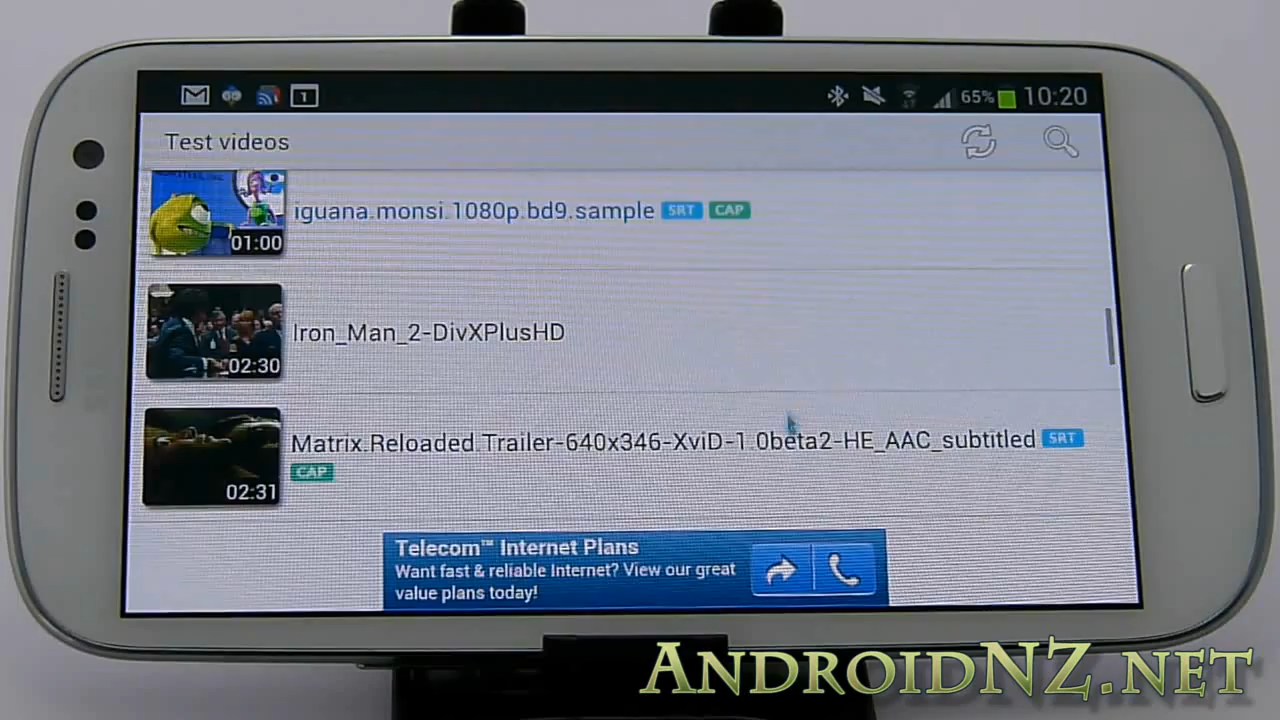 1
65%
10:20
Test videos
iguana.monsi.1080p.bd9.sample SRT CAP
01:00
Iron_Man_2-DivXPlusHD
02:30
Matrix.Reloaded.Trailer-640x346-XviD-1.0beta2-HE_AAC_subtitled SRT
CAP
02:31
Telecom™ Internet Plans
Want fast & reliable Internet? View our great
value plans today!
ANDROIDNZ.NET